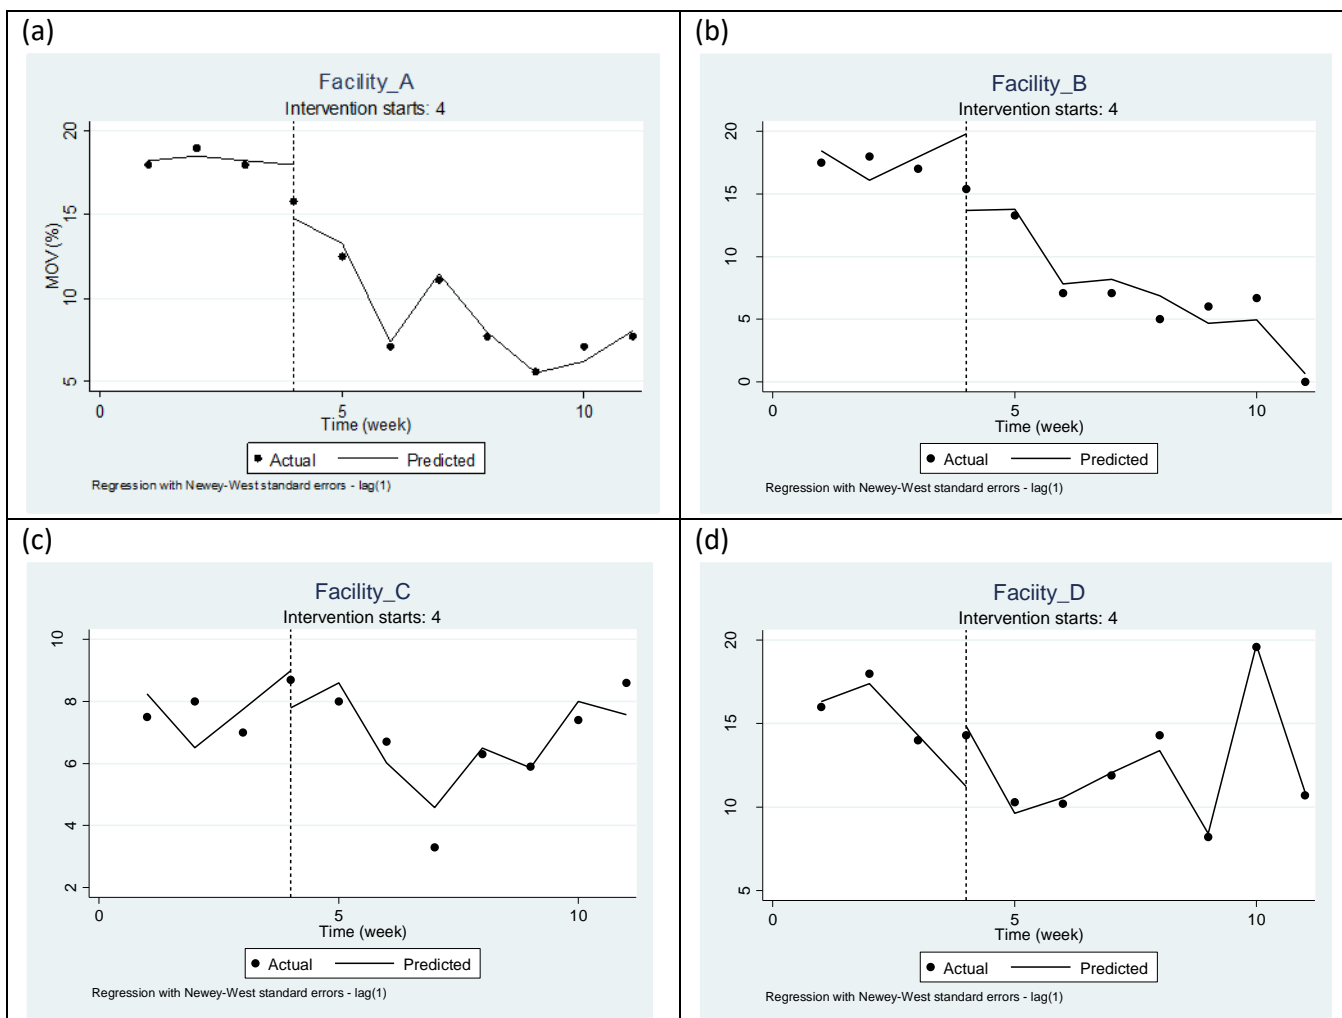 (a)
Facility_A
Intervention starts: 4
20
15
10
5
MOV (%)
0
5
10
Time (week)
Actual
Predicted
Regression with Newey-West standard errors - lag(1)
(b)
Facility_B
Intervention starts: 4
20
15
10
5
0
0
5
10
Time (week)
Actual
Predicted
Regression with Newey-West standard errors - lag(1)
(c)
Facility_C
Intervention starts: 4
10
8
6
4
2
0
5
10
Time (week)
Actual
Predicted
Regression with Newey-West standard errors - lag(1)
(d)
Faciity_D
Intervention starts: 4
20
15
10
5
0
5
10
Time (week)
Actual
Predicted
Regression with Newey-West standard errors - lag(1)